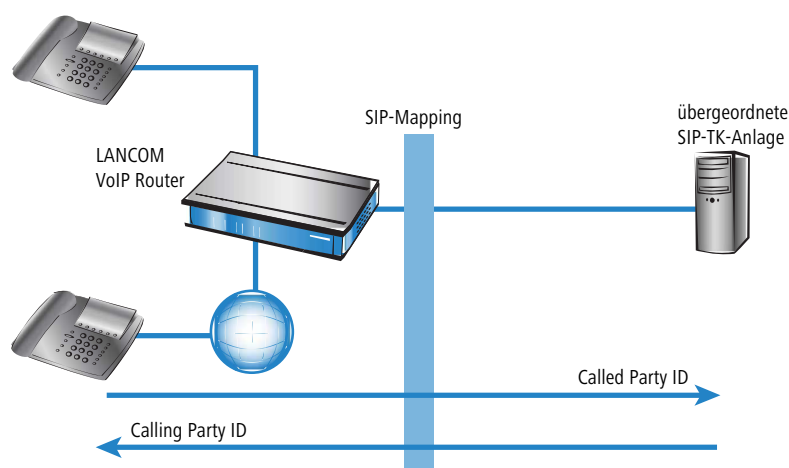 SIP-Mapping
übergeordnete
SIP-TK-Anlage
LANCOM
VoIP Router
Called Party ID
Calling Party ID